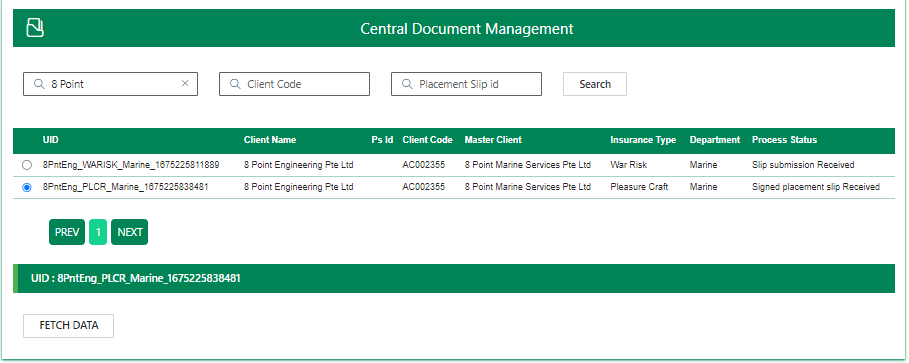 Central Document Management
8 Point Client Code Placement Slip id Search
UID Client Name Ps Id Client Code Master Client Insurance Type Department Process Status
8PntEng_WARISK_Marine_1675225811889 8 Point Engineering Pte Ltd AC002355 8 Point Marine Services Pte Ltd War Risk Marine Slip submission Received
8PntEng_PLCR_Marine_1675225838481 8 Point Engineering Pte Ltd AC002355 8 Point Marine Services Pte Ltd Pleasure Craft Marine Signed placement slip Received
PREV 1 NEXT
UID : 8PntEng_PLCR_Marine_1675225838481
FETCH DATA